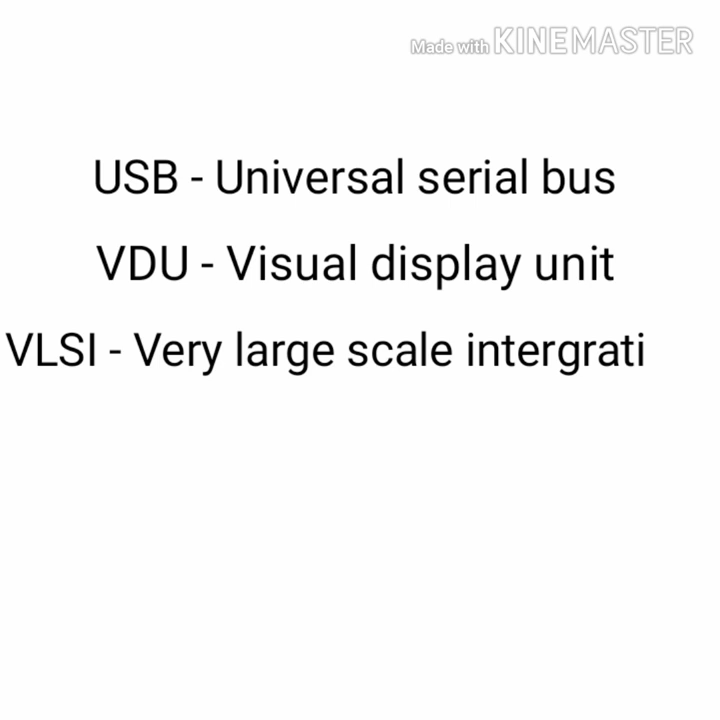 Made with KINEMASTER
USB - Universal serial bus
VDU - Visual display unit
VLSI - Very large scale intergrati